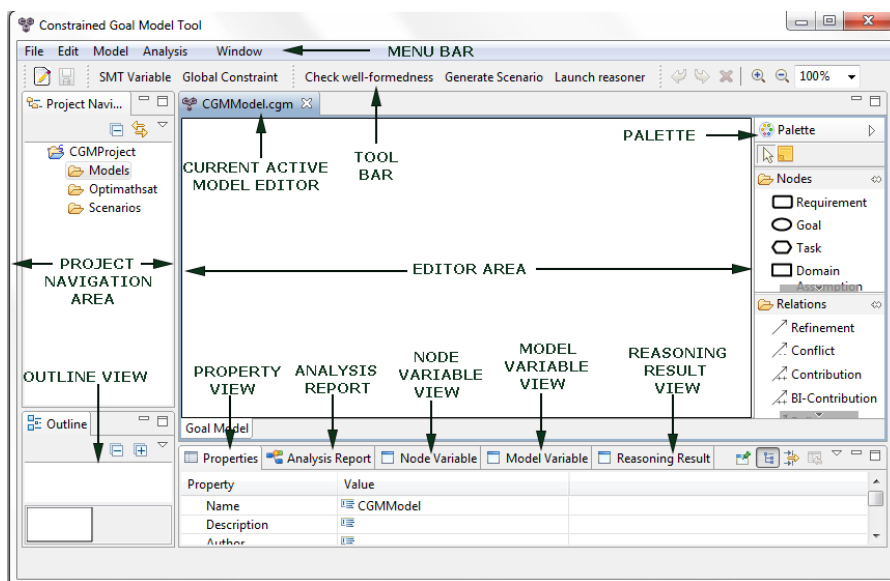 Constrained Goal Model Tool
File Edit Model Analysis Window MENU BAR
SMT Variable Global Constraint Check well-formedness Generate Scenario Launch reasoner 100%
Project Navi...
CGMModel.cgm
CGMProject
Models
Optimathsat
Scenarios
CURRENT ACTIVE
MODEL EDITOR
TOOL
BAR
PALETTE
Palette
Nodes
Requirement
Goal
Task
Domain
Assumption
Relations
Refinement
Conflict
Contribution
BI-Contribution
PROJECT
NAVIGATION
AREA
EDITOR AREA
OUTLINE VIEW
PROPERTY
VIEW
ANALYSIS
REPORT
NODE
VARIABLE
VIEW
MODEL
VARIABLE
VIEW
REASONING
RESULT
VIEW
Outline
Goal Model
Properties Analysis Report Node Variable Model Variable Reasoning Result
Property Value
Name CGMModel
Description
Author